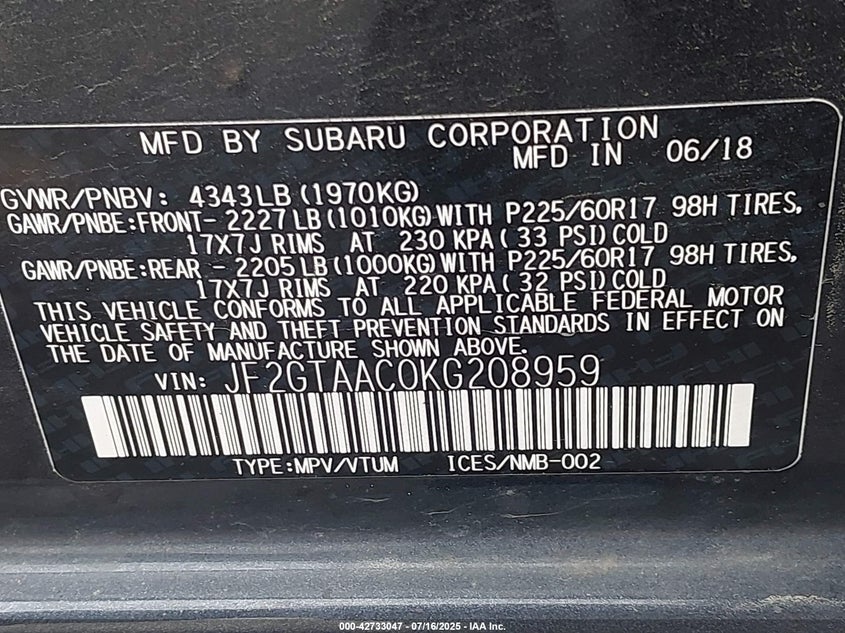 MFD BY SUBARU CORPORATION
MFD IN 06/18
GVWR/PNBV: 4343LB (1970KG)
GAWR/PNBE:FRONT- 2227 LB (1010KG) WITH P225/60R17 98H TIRES,
17X7J RIMS AT 230 KPA ( 33 PSI) COLD
GAWR/PNBE:REAR - 2205 LB (1000KG) WITH P225/60R17 98H TIRES,
17X7J RIMS AT 220 KPA ( 32 PSI) COLD
THIS VEHICLE CONFORMS TO ALL APPLICABLE FEDERAL MOTOR
VEHICLE SAFETY AND THEFT PREVENTION STANDARDS IN EFFECT ON
THE DATE OF MANUFACTURE SHOWN ABOVE.
VIN: JF2GTAAC0KG208959
TYPE:MPV/VTUM ICES/NMB-002
000-42733047 - 07/16/2025 - IAA Inc.